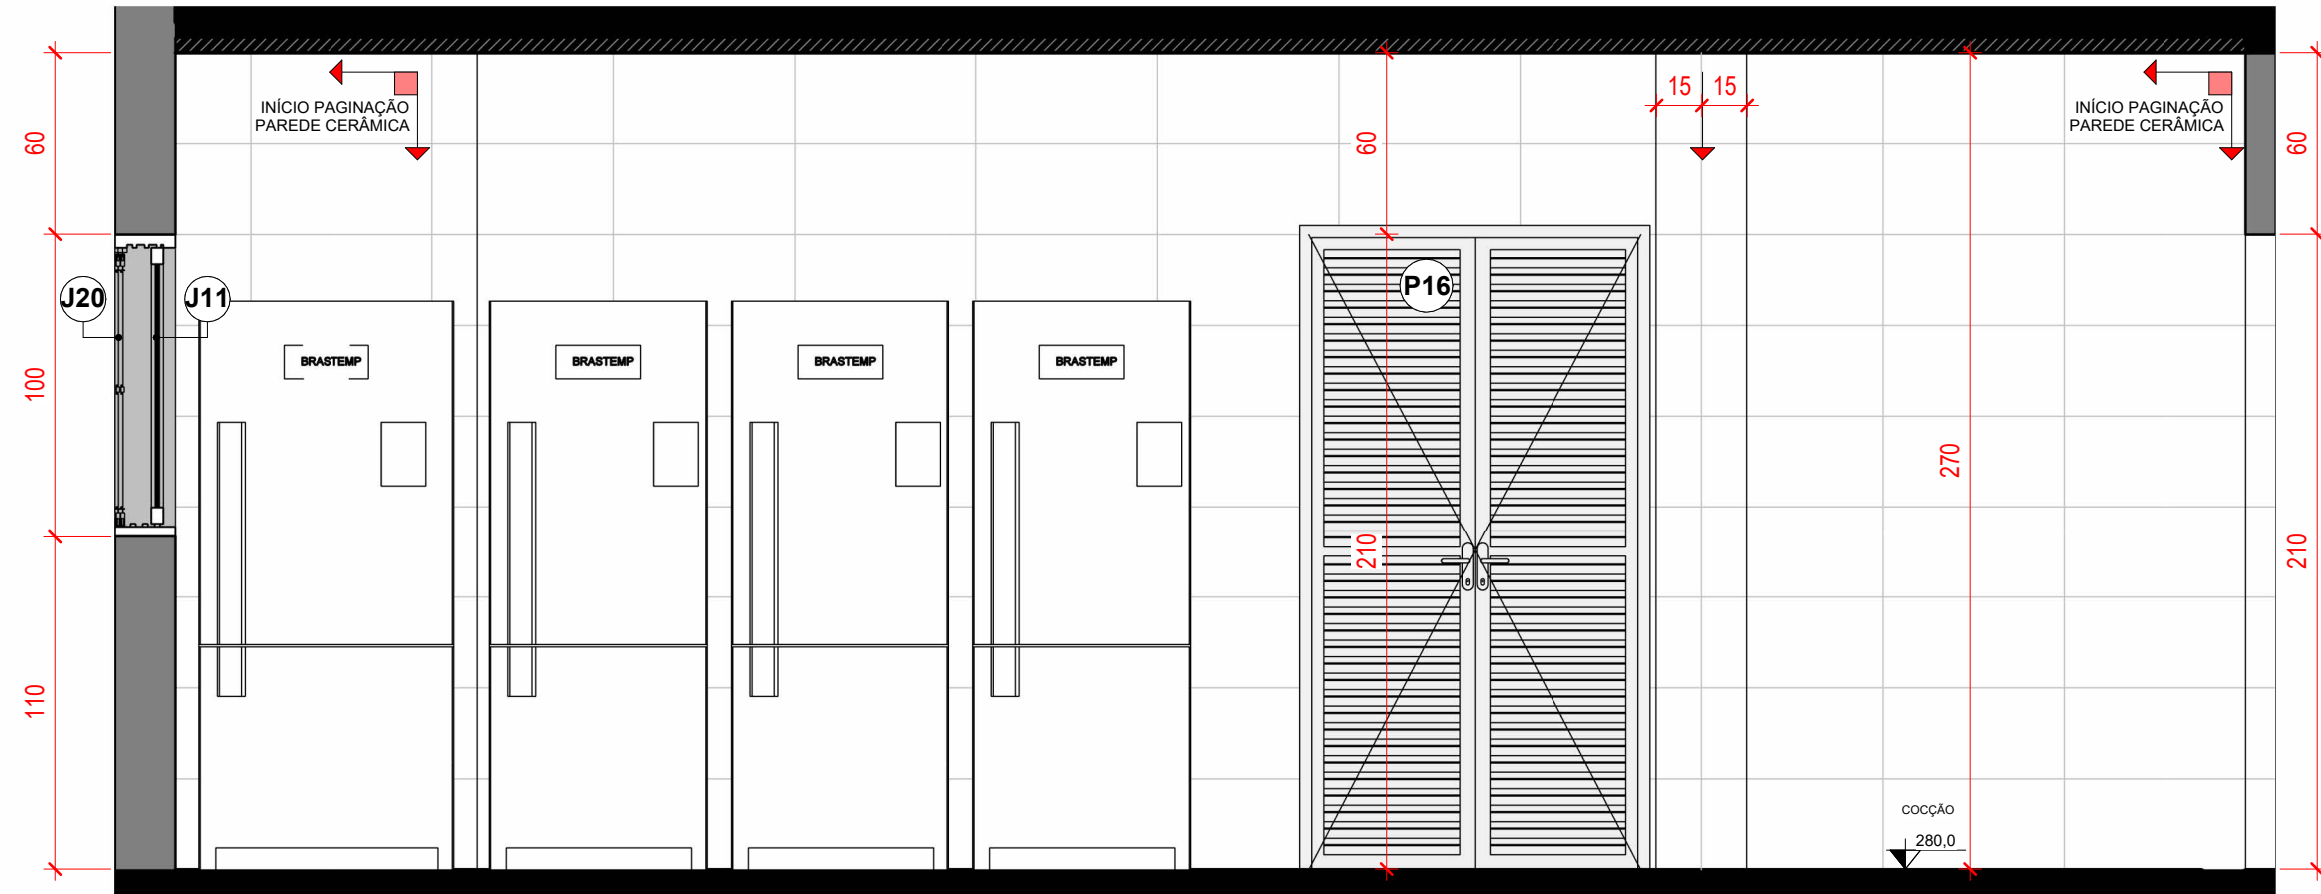 15 15
INÍCIO PAGINAÇÃO
PAREDE CERÂMICA
INÍCIO PAGINAÇÃO
PAREDE CERÂMICA
60
60
60
J20
J11
P16
BRASTEMP
BRASTEMP
BRASTEMP
BRASTEMP
100
270
210
210
110
COCÇÃO
280,0